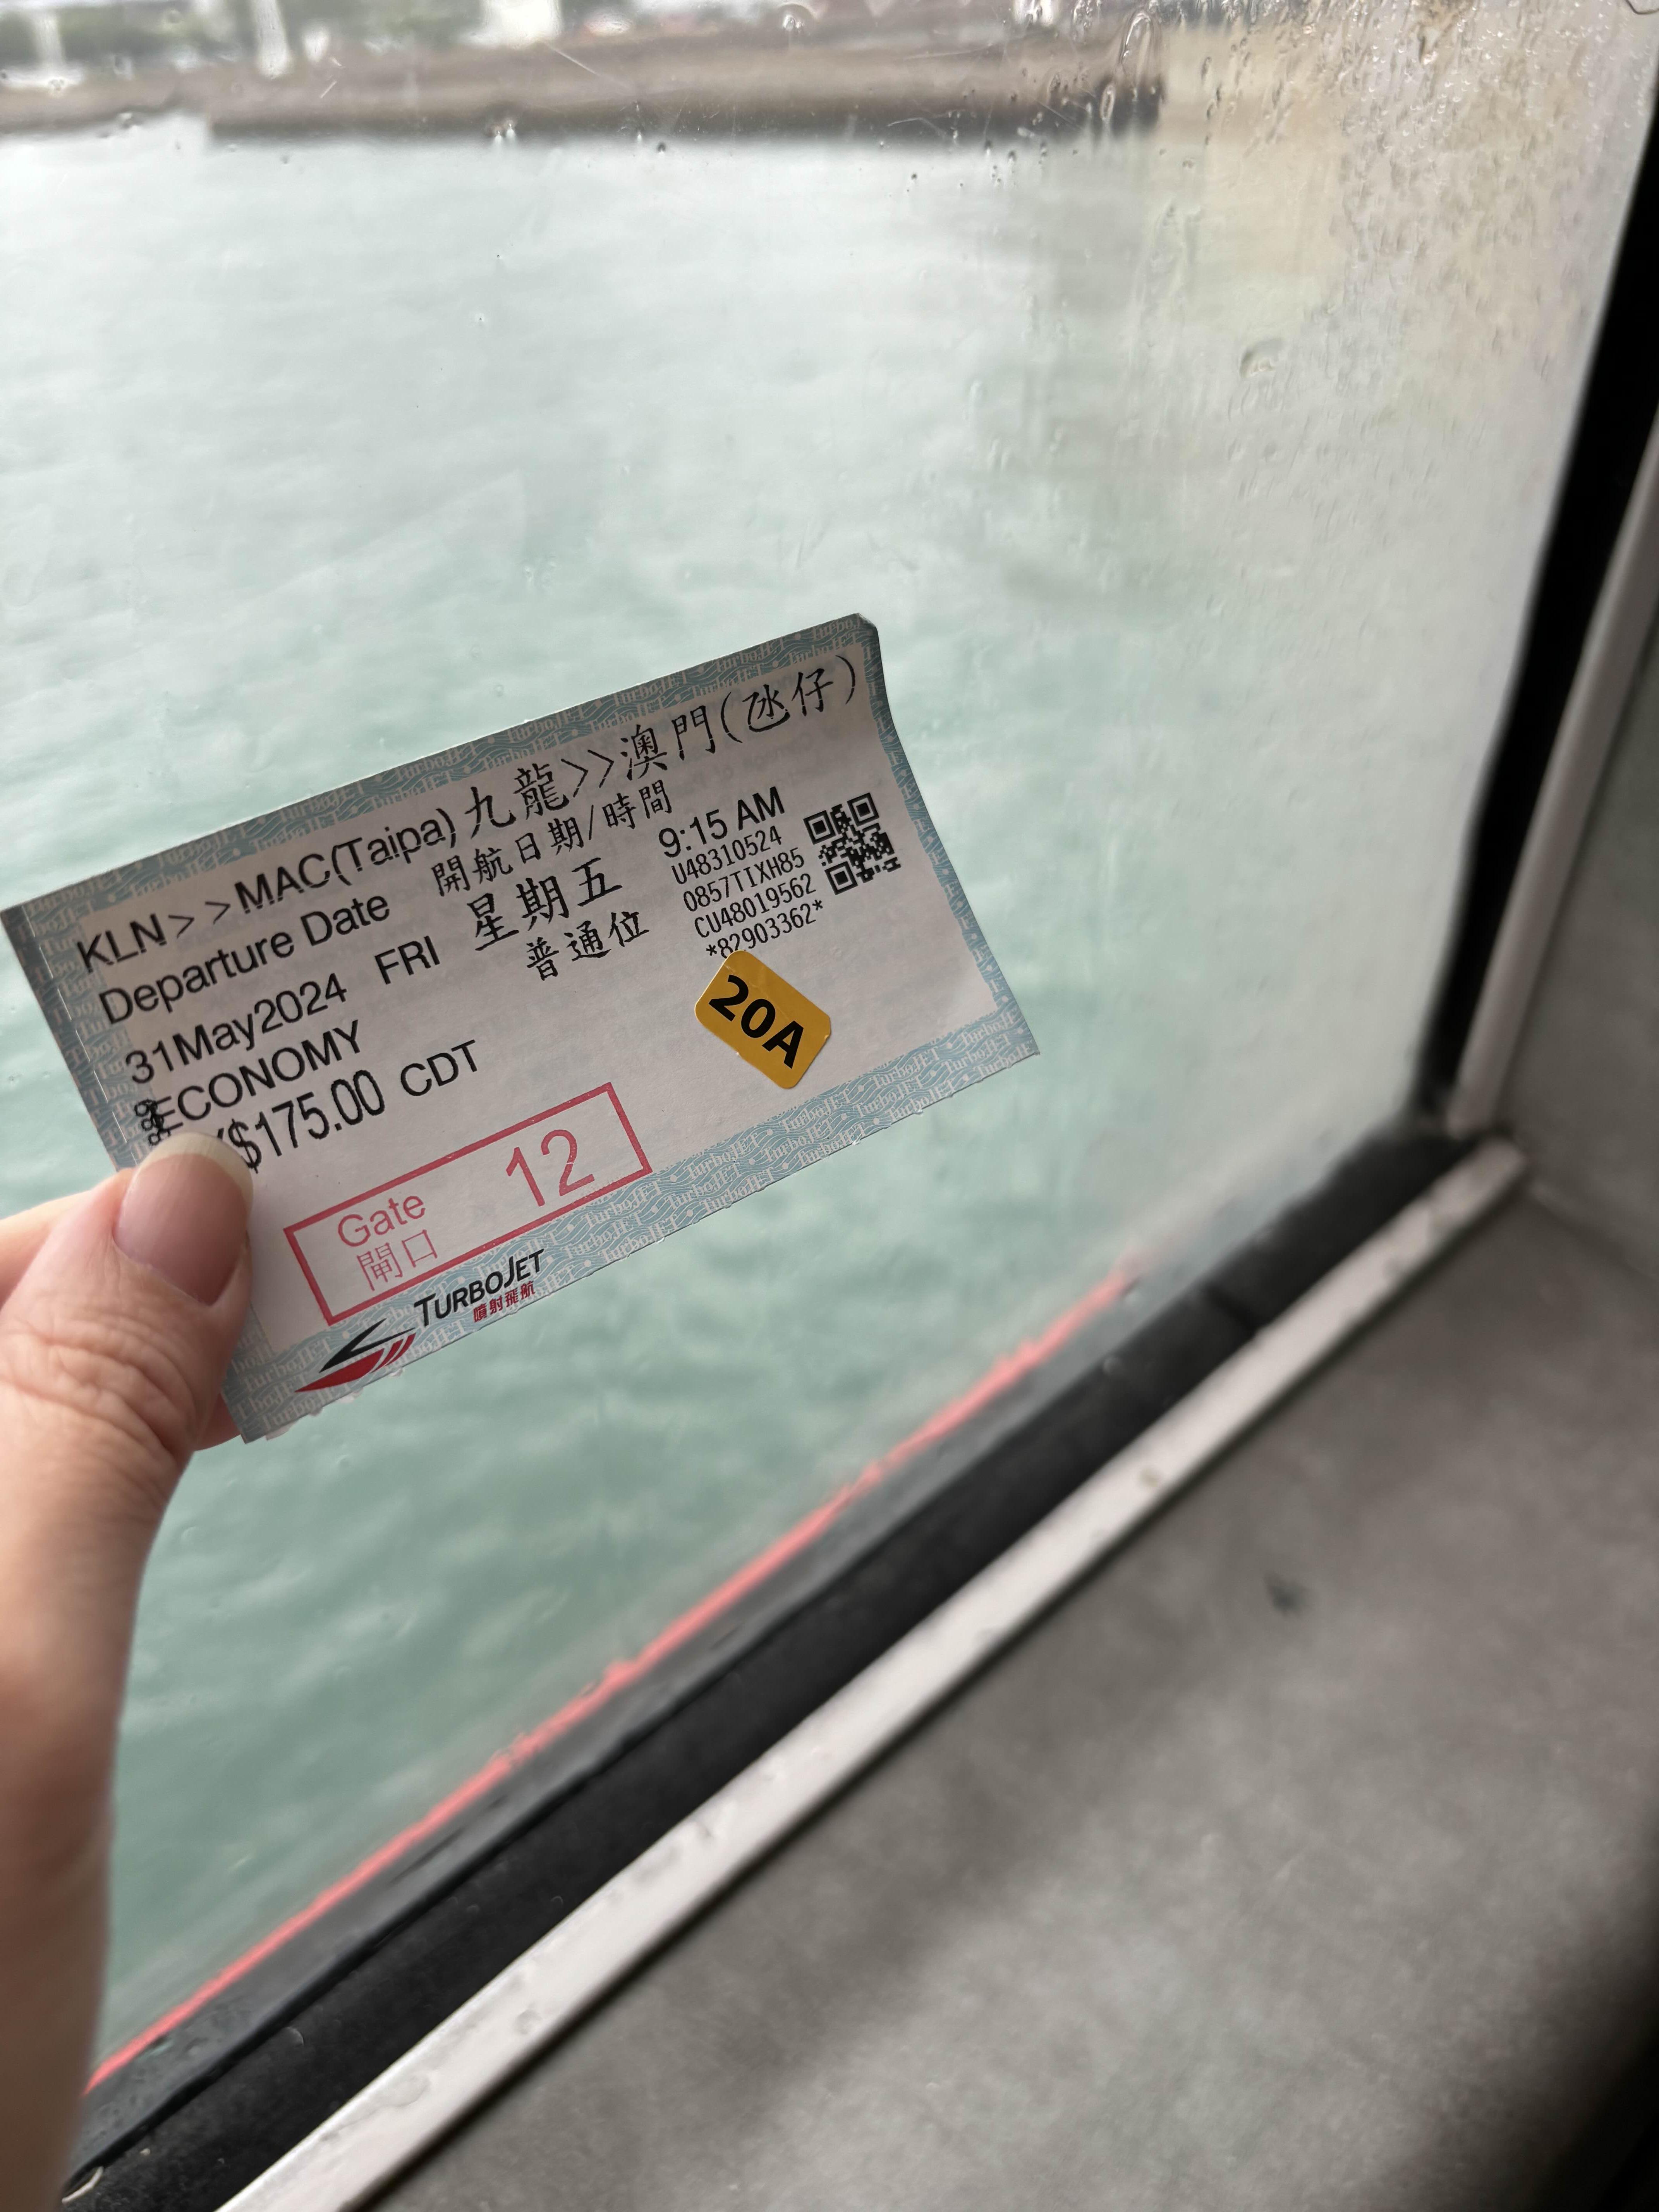 KLN>>MAC(Taipa) 九龍>>澳門(氹仔)
Departure Date 開航日期/時間
31May2024 FRI 星期五 9:15 AM
ECONOMY 普通位
$175.00 CDT
U48310524
0857TIXH85
CU48019562
*82903362*
20A
Gate 12
閘口
TURBOJET
噴射飛航